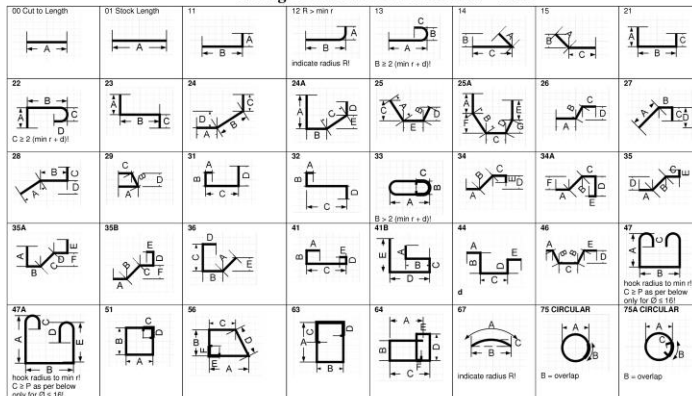 00 Cut to Length
01 Stock Length
11
12 R > min r
13
14
15
21
A
A
B
A
B
A
C
B
A
A
C
A
C
A
B
C
indicate radius R!
B ≥ 2 (min r + d)!
22
23
24
24A
25
25A
26
27
B
A
D
C ≥ 2 (min r + d)!
A
B
C
D
C
A
B
A
D
B
C
A
B
C
D
E
A
B
C
D
E
F
G
A
B
C
D
A
B
C
D
28
29
31
32
33
34
34A
35
A
B
C
D
C
A
B
D
A
B
C
D
A
B
C
D
C
A
B
B > 2 (min r + d)!
A
B
C
D
E
F
A
B
C
D
E
A
B
C
D
E
35A
35B
36
41
41B
44
46
47
A
B
C
D
E
F
A
B
C
D
E
F
D
C
A
B
E
A
B
C
D
E
E
A
B
C
D
A
B
C
D
E
d
A
B
C
D
E
F
A
C
D
B
hook radius to min r!
C ≥ P as per below
only for Ø ≤ 16!
47A
51
56
63
64
67
75 CIRCULAR
75A CIRCULAR
A
C
D
E
B
hook radius to min r!
C ≥ P as per below
only for Ø ≤ 16!
A
B
C
D
C
B
D
F
E
A
B
A
C
D
A
B
C
D
E
F
A
B
C
indicate radius R!
A
B
B = overlap
A
C
B
B = overlap